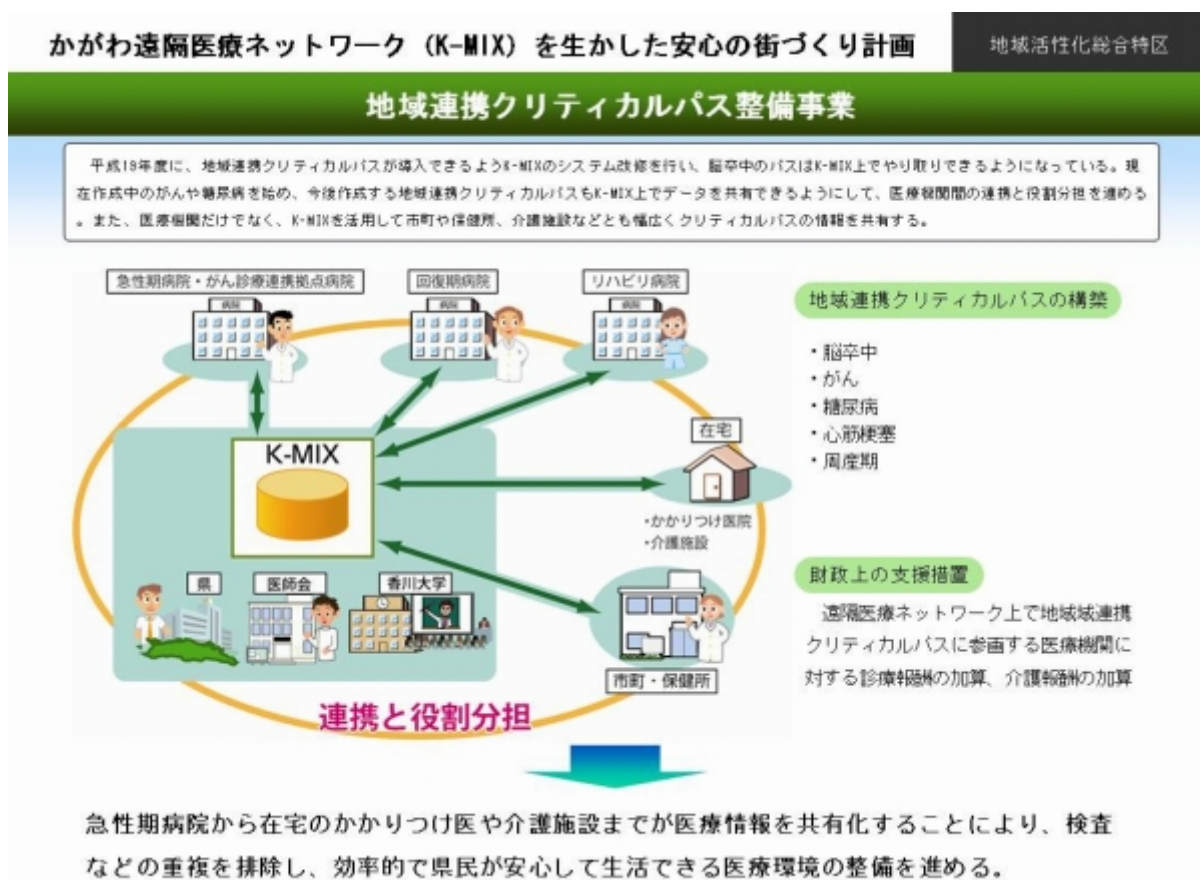 かがわ遠隔医療ネットワーク（K-MIX）を生かした安心の街づくり計画
地域活性化総合特区
地域連携クリティカルパス整備事業
平成19年度に、地域連携クリティカルパスが導入できるようK-MIXのシステム改修を行い、脳卒中のパスはK-MIX上でやり取りできるようになっている。現
在作成中のがんや糖尿病を始め、今後作成する地域連携クリティカルパスもK-MIX上でデータを共有できるようにして、医療機関間の連携と役割分担を進める
。また、医療機関だけでなく、K-MIXを活用して市町や保健所、介護施設などとも幅広くクリティカルパスの情報を共有する。
急性期病院・がん診療連携拠点病院
回復期病院
リハビリ病院
病院
病院
病院
地域連携クリティカルパスの構築
・脳卒中
・がん
・糖尿病
・心筋梗塞
・周産期
K-MIX
在宅
・かかりつけ医院
・介護施設
県
医師会
香川大学
市町・保健所
連携と役割分担
財政上の支援措置
遠隔医療ネットワーク上で地域域連携
クリティカルパスに参画する医療機関に
対する診療報酬の加算、介護報酬の加算
急性期病院から在宅のかかりつけ医や介護施設までが医療情報を共有化することにより、検査
などの重複を排除し、効率的で県民が安心して生活できる医療環境の整備を進める。